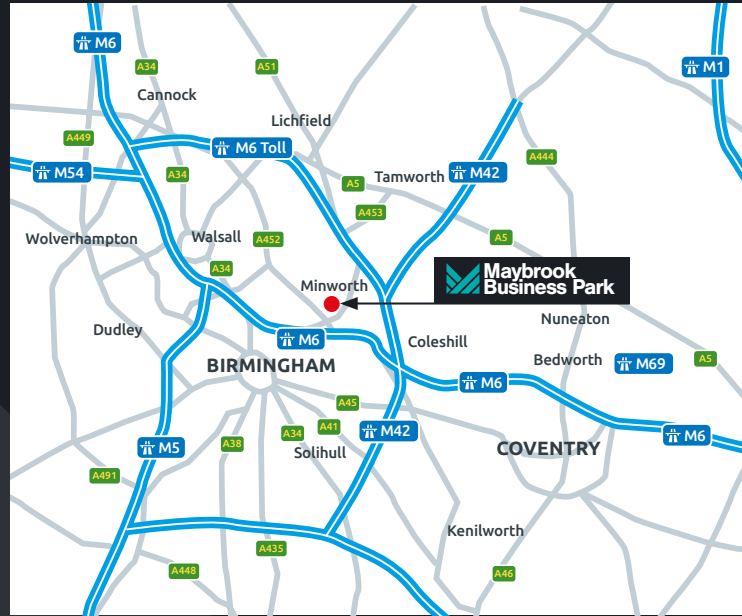 M6
M1
A34
A51
Cannock
Lichfield
A449
M6 Toll
A444
M54
A34
A5
Tamworth
M42
A453
Wolverhampton
Walsall
A452
A5
A34
Minworth
Maybrook
Business Park
Dudley
M6
Coleshill
Nuneaton
BIRMINGHAM
Bedworth
M69
A5
M6
A45
A38
A34
A41
M42
M5
Solihull
COVENTRY
M6
A491
Kenilworth
A435
A448
A46